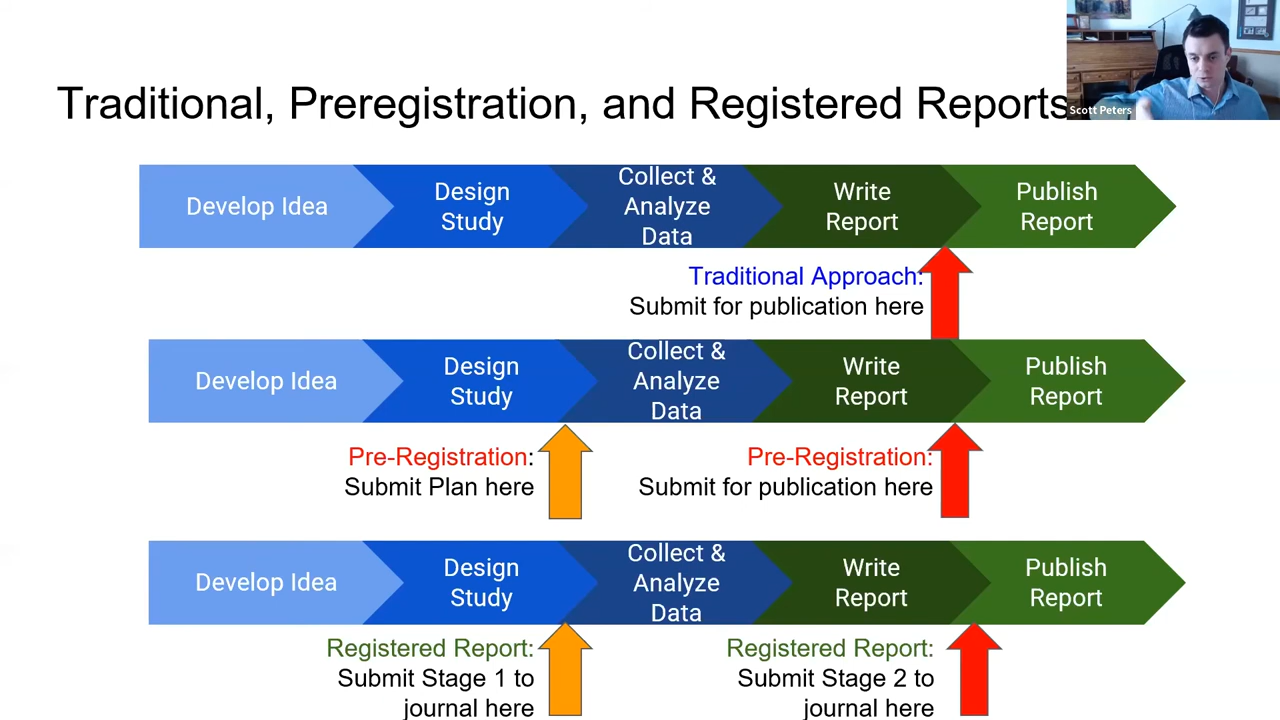 Traditional, Preregistration, and Registered Reports
Scott Peters
Develop Idea
Design
Study
Collect &
Analyze
Data
Write
Report
Publish
Report
Traditional Approach:
Submit for publication here
Develop Idea
Design
Study
Collect &
Analyze
Data
Write
Report
Publish
Report
Pre-Registration:
Submit Plan here
Pre-Registration:
Submit for publication here
Develop Idea
Design
Study
Collect &
Analyze
Data
Write
Report
Publish
Report
Registered Report:
Submit Stage 1 to
journal here
Registered Report:
Submit Stage 2 to
journal here